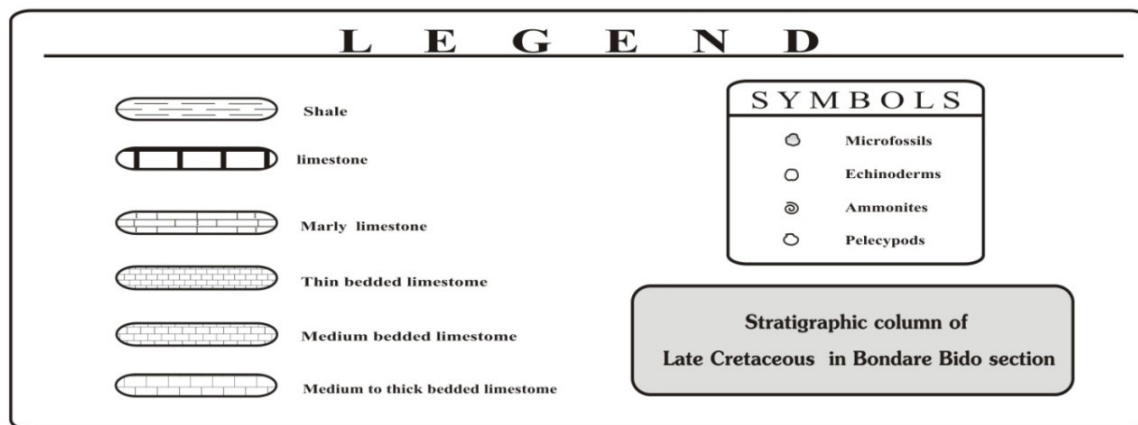 LEGEND
Shale
limestone
Marly limestone
Thin bedded limestome
Medium bedded limestome
Medium to thick bedded limestome
SYMBOLS
Microfossils
Echinoderms
Ammonites
Pelecypods
Stratigraphic column of
Late Cretaceous in Bondare Bido section